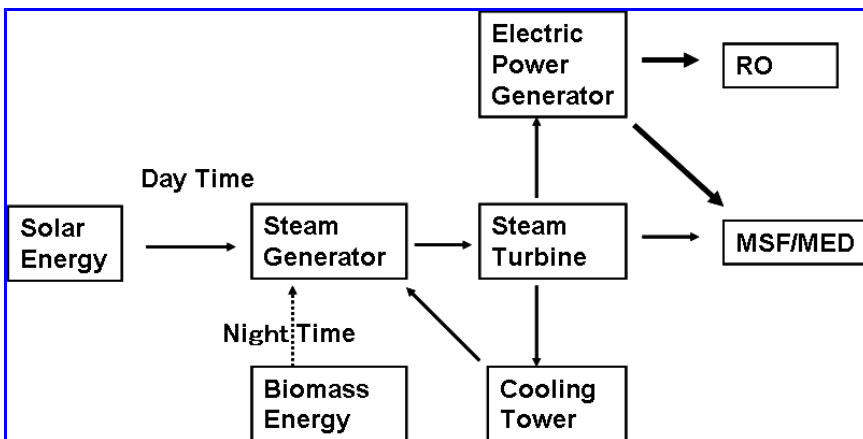 Electric
Power
Generator
RO
Day Time
Solar
Energy
Steam
Generator
Steam
Turbine
MSF/MED
Night Time
Biomass
Energy
Cooling
Tower